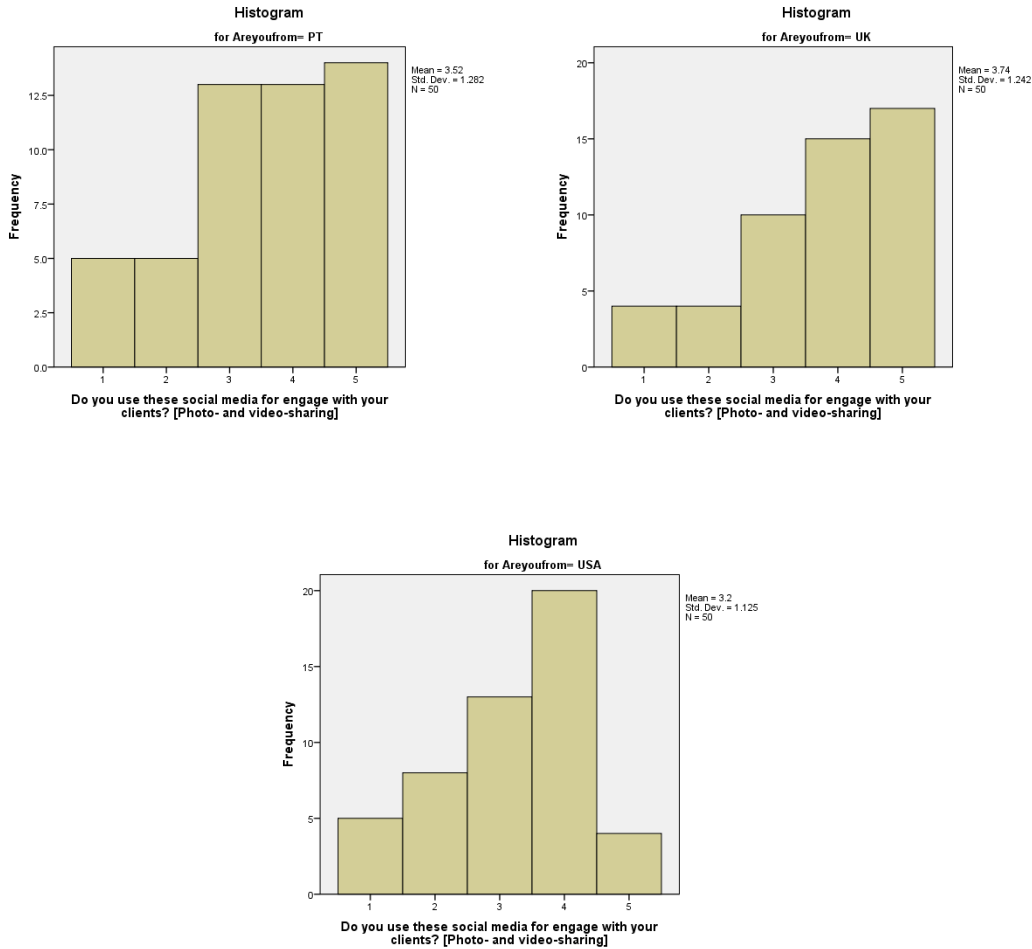 Histogram
for Areyoufrom= PT
Mean = 3.52
Std. Dev. = 1.282
N = 50
12.5
10.0
7.5
5.0
2.5
0.0
Frequency
1 2 3 4 5
Do you use these social media for engage with your
clients? [Photo- and video-sharing]
Histogram
for Areyoufrom= UK
Mean = 3.74
Std. Dev. = 1.242
N = 50
20
15
10
5
0
Frequency
1 2 3 4 5
Do you use these social media for engage with your
clients? [Photo- and video-sharing]
Histogram
for Areyoufrom= USA
Mean = 3.2
Std. Dev. = 1.125
N = 50
20
15
10
5
0
Frequency
1 2 3 4 5
Do you use these social media for engage with your
clients? [Photo- and video-sharing]